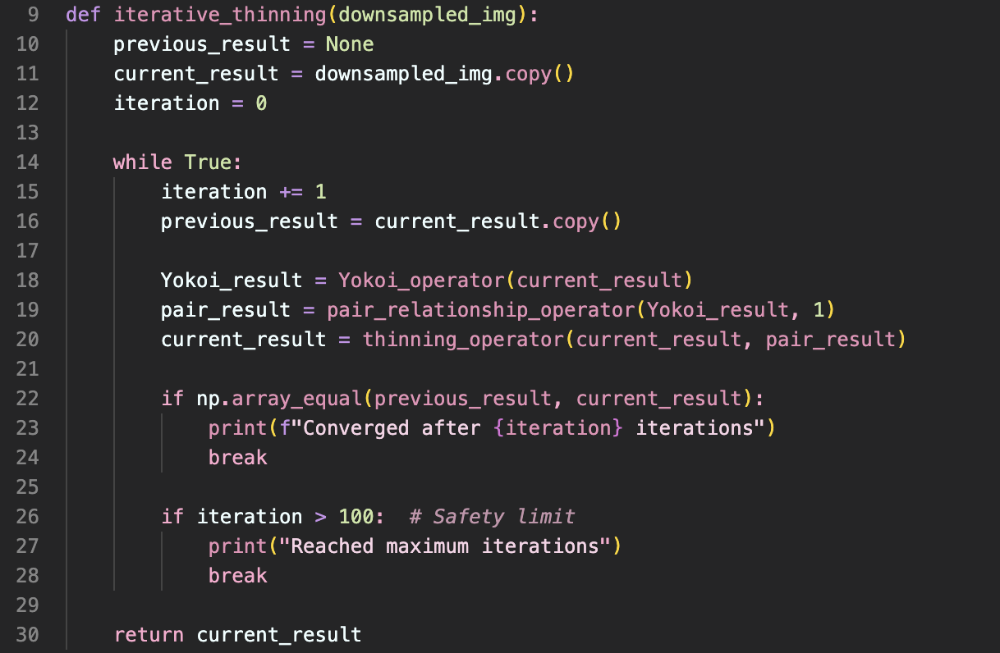 9 def iterative_thinning(downsampled_img):
10     previous_result = None
11     current_result = downsampled_img.copy()
12     iteration = 0
13
14     while True:
15         iteration += 1
16         previous_result = current_result.copy()
17
18         Yokoi_result = Yokoi_operator(current_result)
19         pair_result = pair_relationship_operator(Yokoi_result, 1)
20         current_result = thinning_operator(current_result, pair_result)
21
22         if np.array_equal(previous_result, current_result):
23             print(f"Converged after {iteration} iterations")
24             break
25
26         if iteration > 100:  # Safety limit
27             print("Reached maximum iterations")
28             break
29
30     return current_result